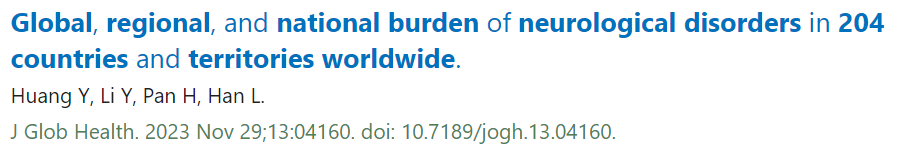 Global, regional, and national burden of neurological disorders in 204
countries and territories worldwide.
Huang Y, Li Y, Pan H, Han L.
J Glob Health. 2023 Nov 29;13:04160. doi: 10.7189/jogh.13.04160.